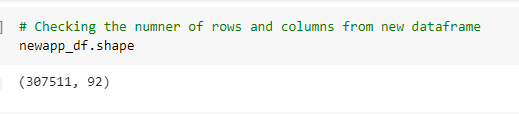 ] # Checking the numner of rows and columns from new dataframe
newapp_df.shape
(307511, 92)